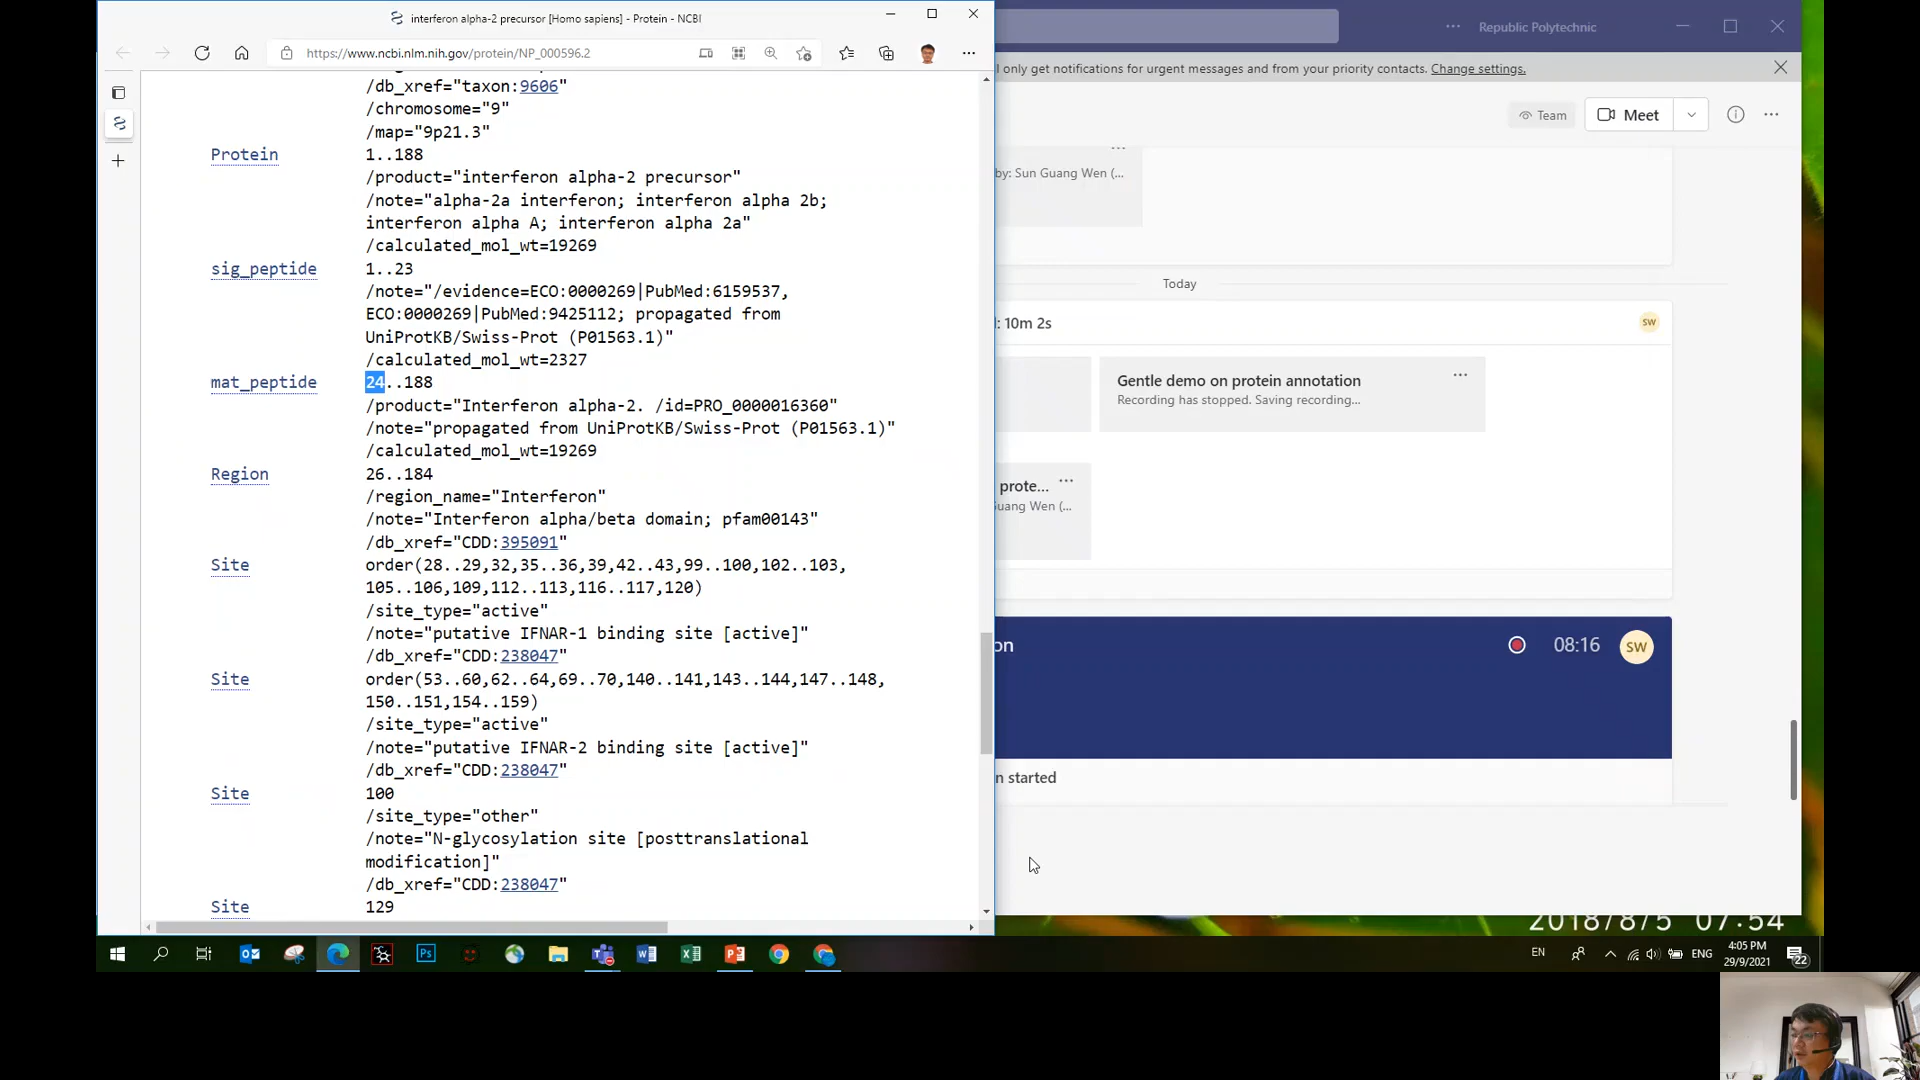 interferon alpha-2 precursor [Homo sapiens] - Protein - NCBI
https://www.ncbi.nlm.nih.gov/protein/NP_000596.2
/db_xref="taxon:9606"
/chromosome="9"
/map="9p21.3"
Protein 1..188
/product="interferon alpha-2 precursor"
/note="alpha-2a interferon; interferon alpha 2b;
interferon alpha A; interferon alpha 2a"
/calculated_mol_wt=19269
sig_peptide 1..23
/note="/evidence=ECO:0000269|PubMed:6159537,
ECO:0000269|PubMed:9425112; propagated from
UniProtKB/Swiss-Prot (P01563.1)"
/calculated_mol_wt=2327
mat_peptide 24..188
/product="Interferon alpha-2. /id=PRO_0000016360"
/note="propagated from UniProtKB/Swiss-Prot (P01563.1)"
/calculated_mol_wt=19269
Region 26..184
/region_name="Interferon"
/note="Interferon alpha/beta domain; pfam00143"
/db_xref="CDD:395091"
Site order(28..29,32,35..36,39,42..43,99..100,102..103,
105..106,109,112..113,116..117,120)
/site_type="active"
/note="putative IFNAR-1 binding site [active]"
/db_xref="CDD:238047"
Site order(53..60,62..64,69..70,140..141,143..144,147..148,
150..151,154..159)
/site_type="active"
/note="putative IFNAR-2 binding site [active]"
/db_xref="CDD:238047"
Site 100
/site_type="other"
/note="N-glycosylation site [posttranslational
modification]"
/db_xref="CDD:238047"
Site 129
Republic Polytechnic
only get notifications for urgent messages and from your priority contacts. Change settings.
Team Meet
by: Sun Guang Wen (...
Today
: 10m 2s SW
Gentle demo on protein annotation
Recording has stopped. Saving recording...
prote...
uang Wen (...
on 08:16 SW
n started
2018/8/5 07:54
EN ENG 4:05 PM
29/9/2021 22